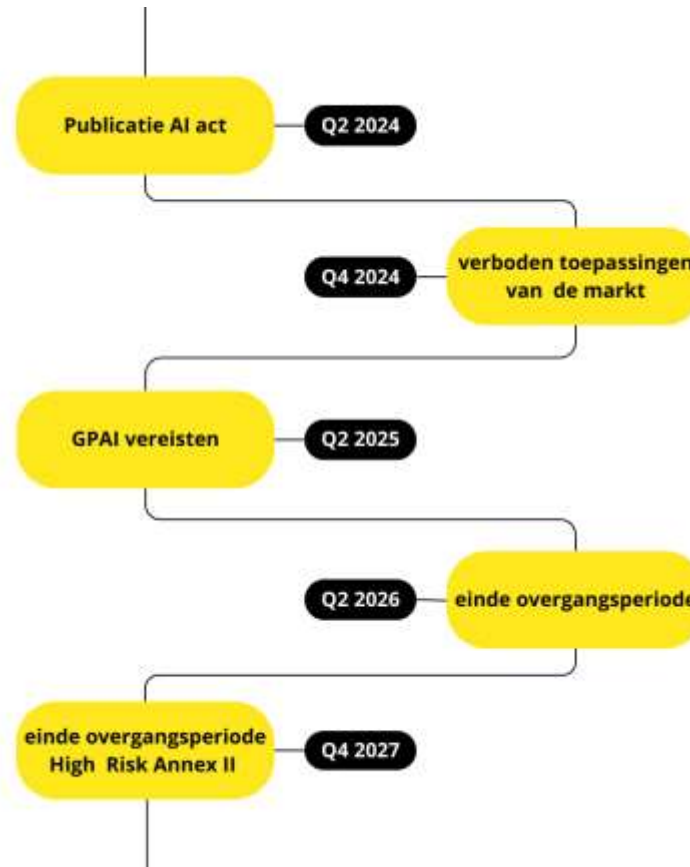 Publicatie AI act
Q2 2024
Q4 2024
verboden toepassingen
van de markt
GPAI vereisten
Q2 2025
Q2 2026
einde overgangsperiode
einde overgangsperiode
High Risk Annex II
Q4 2027